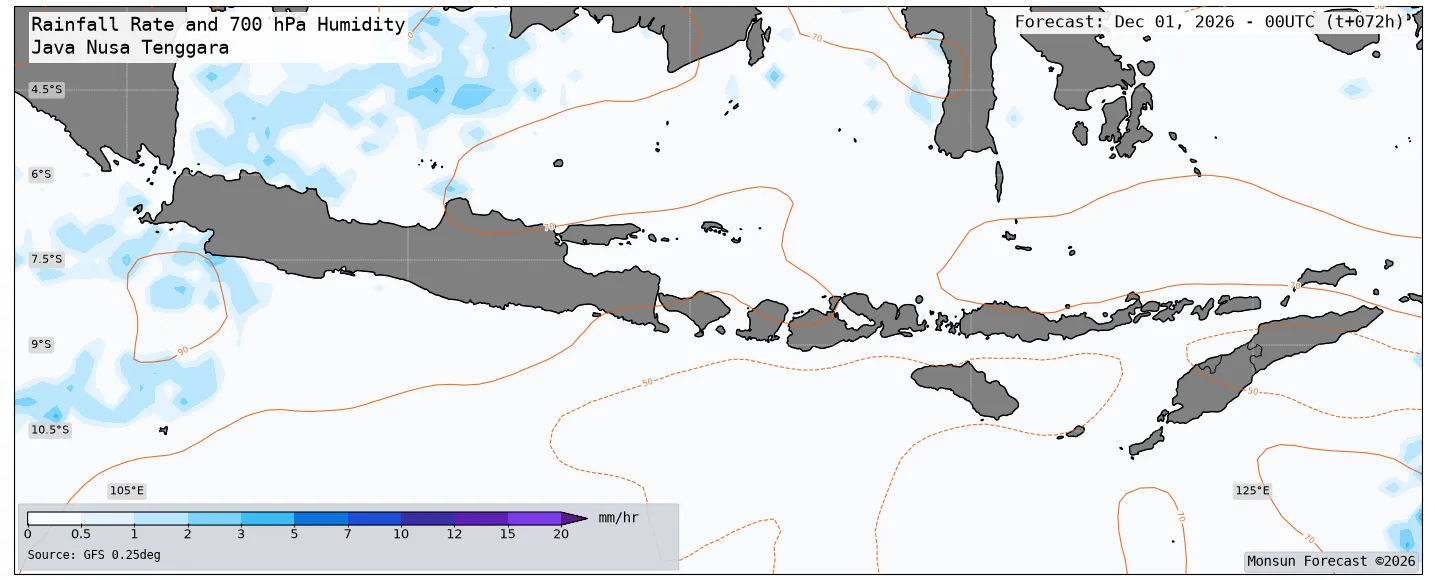 Rainfall Rate and 700 hPa Humidity
Java Nusa Tenggara
Forecast: Dec 01, 2026 - 00UTC (t+072h)
70
70
4.5°S
6°S
70
7.5°S
70
9°S
90
50
50
10.5°S
105°E
125°E
70
70
0 0.5 1 2 3 5 7 10 12 15 20 mm/hr
Source: GFS 0.25deg
Monsun Forecast ©2026